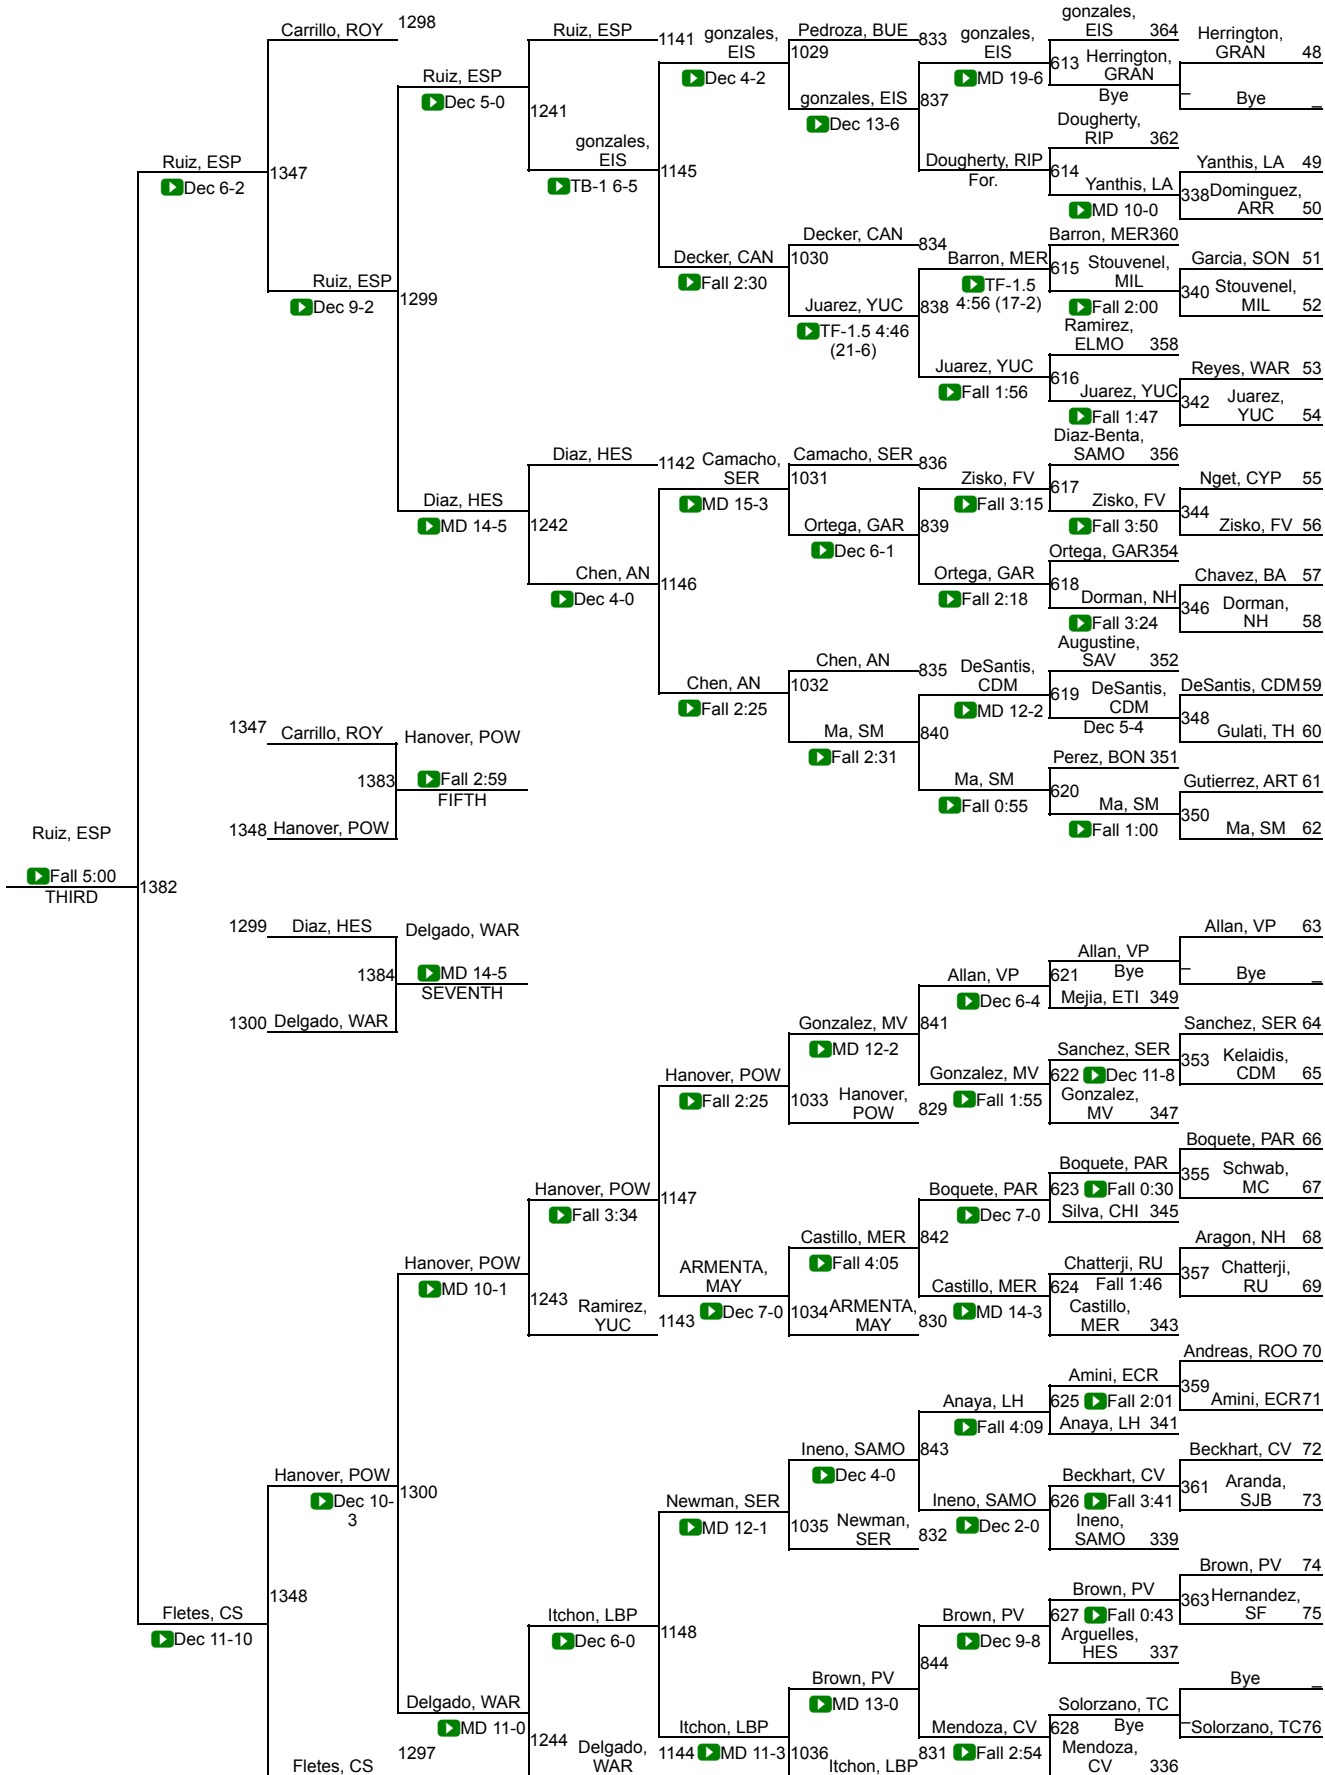 gonzales,
Carrillo, ROY 1298 Ruiz, ESP 1141 gonzales, EIS Pedroza, BUE 833 gonzales, EIS EIS 364 Herrington, GRAN 48
Ruiz, ESP Dec 4-2 1029 MD 19-6 613 Herrington, GRAN
Dec 5-0 1241 gonzales, EIS 837 Bye _ Bye _
Dec 13-6 Dougherty, RIP 362
gonzales, EIS
Ruiz, ESP 1347 TB-1 6-5 1145 Dougherty, RIP 614 Yanthis, LA 49
Dec 6-2 For. Yanthis, LA 338 Dominguez, ARR 50
MD 10-0
Decker, CAN 834 Barron, MER 360
Ruiz, ESP 1299 Decker, CAN 1030 Barron, MER 615 Stouvenel, MIL Garcia, SON 51
Dec 9-2 Fall 2:30 Juarez, YUC 838 TF-1.5 4:56 (17-2) Fall 2:00 340 Stouvenel, MIL 52
TF-1.5 4:46 (21-6) Ramirez, ELMO 358
Juarez, YUC 616 Reyes, WAR 53
Fall 1:56 Juarez, YUC 342 Juarez, YUC 54
Fall 1:47
Diaz-Benta, SAMO 356
Diaz, HES 1142 Camacho, SER Camacho, SER 836 Zisko, FV 617 Nget, CYP 55
Diaz, HES MD 15-3 1031 Fall 3:15 Zisko, FV 344
MD 14-5 1242 Ortega, GAR 839 Fall 3:50 Zisko, FV 56
Dec 6-1 Ortega, GAR 354
Chen, AN 1146 Ortega, GAR 618 Chavez, BA 57
Dec 4-0 Fall 2:18 Dorman, NH 346 Dorman, NH 58
Fall 3:24
Augustine, SAV 352
Chen, AN 835 DeSantis, CDM
Chen, AN 1032 619 DeSantis, CDM DeSantis, CDM 59
Fall 2:25 MD 12-2 Dec 5-4 348
1347 Carrillo, ROY Hanover, POW Ma, SM 840 Gulati, TH 60
Fall 2:31 Perez, BON 351
1383 Fall 2:59 Ma, SM 620 Gutierrez, ART 61
FIFTH Fall 0:55 Ma, SM 350
1348 Hanover, POW Fall 1:00 Ma, SM 62
Ruiz, ESP
Fall 5:00 1382
THIRD
1299 Diaz, HES Delgado, WAR Allan, VP 63
1384 MD 14-5 Allan, VP Allan, VP _ Bye _
SEVENTH Dec 6-4 621 Bye
Mejia, ETI 349
1300 Delgado, WAR Gonzalez, MV 841 Sanchez, SER 64
MD 12-2 Sanchez, SER 353 Kelaidis, CDM 65
Hanover, POW Gonzalez, MV 622 Dec 11-8
Fall 2:25 1033 Hanover, POW 829 Fall 1:55 Gonzalez, MV 347
Boquete, PAR 66
Boquete, PAR 355 Schwab, MC 67
Hanover, POW 1147 Boquete, PAR 623 Fall 0:30
Fall 3:34 Dec 7-0 Silva, CHI 345
Castillo, MER 842 Aragon, NH 68
Hanover, POW ARMENTA, MAY Fall 4:05 Chatterji, RU 357 Chatterji, RU 69
MD 10-1 Castillo, MER 624 Fall 1:46
1243 Ramirez, YUC 1143 Dec 7-0 1034 ARMENTA, MAY 830 MD 14-3 Castillo, MER 343
Andreas, ROO 70
Amini, ECR 359
Anaya, LH 625 Fall 2:01 Amini, ECR 71
Fall 4:09 Anaya, LH 341
Ineno, SAMO 843 Beckhart, CV 72
Hanover, POW 1300 Dec 4-0 Beckhart, CV 361 Aranda, SJB 73
Dec 10-3 Newman, SER Ineno, SAMO 626 Fall 3:41
MD 12-1 1035 Newman, SER 832 Dec 2-0 Ineno, SAMO 339
Brown, PV 74
1348 Brown, PV 363 Hernandez, SF 75
Fletes, CS Itchon, LBP 1148 Brown, PV 627 Fall 0:43
Dec 11-10 Dec 6-0 Dec 9-8 Arguelles, HES 337
844
Brown, PV Bye _
Delgado, WAR MD 13-0 Solorzano, TC
MD 11-0 Itchon, LBP Mendoza, CV 628 Bye _ Solorzano, TC 76
1297 1244 Delgado, WAR 1144 MD 11-3 1036 831 Fall 2:54 Mendoza, CV 336
Fletes, CS Itchon, LBP